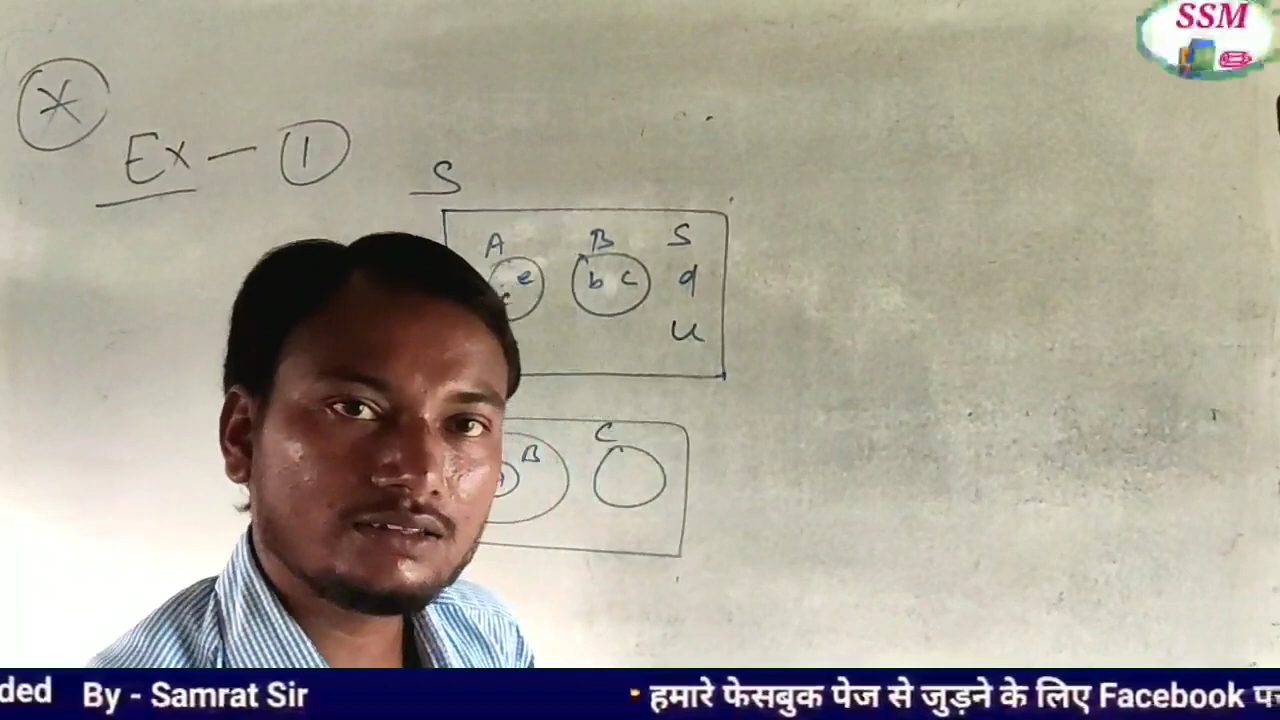 SSM
Ex - 1
S
A B S
e b c q
u
B C
ded By - Samrat Sir
• हमारे फेसबुक पेज से जुड़ने के लिए Facebook